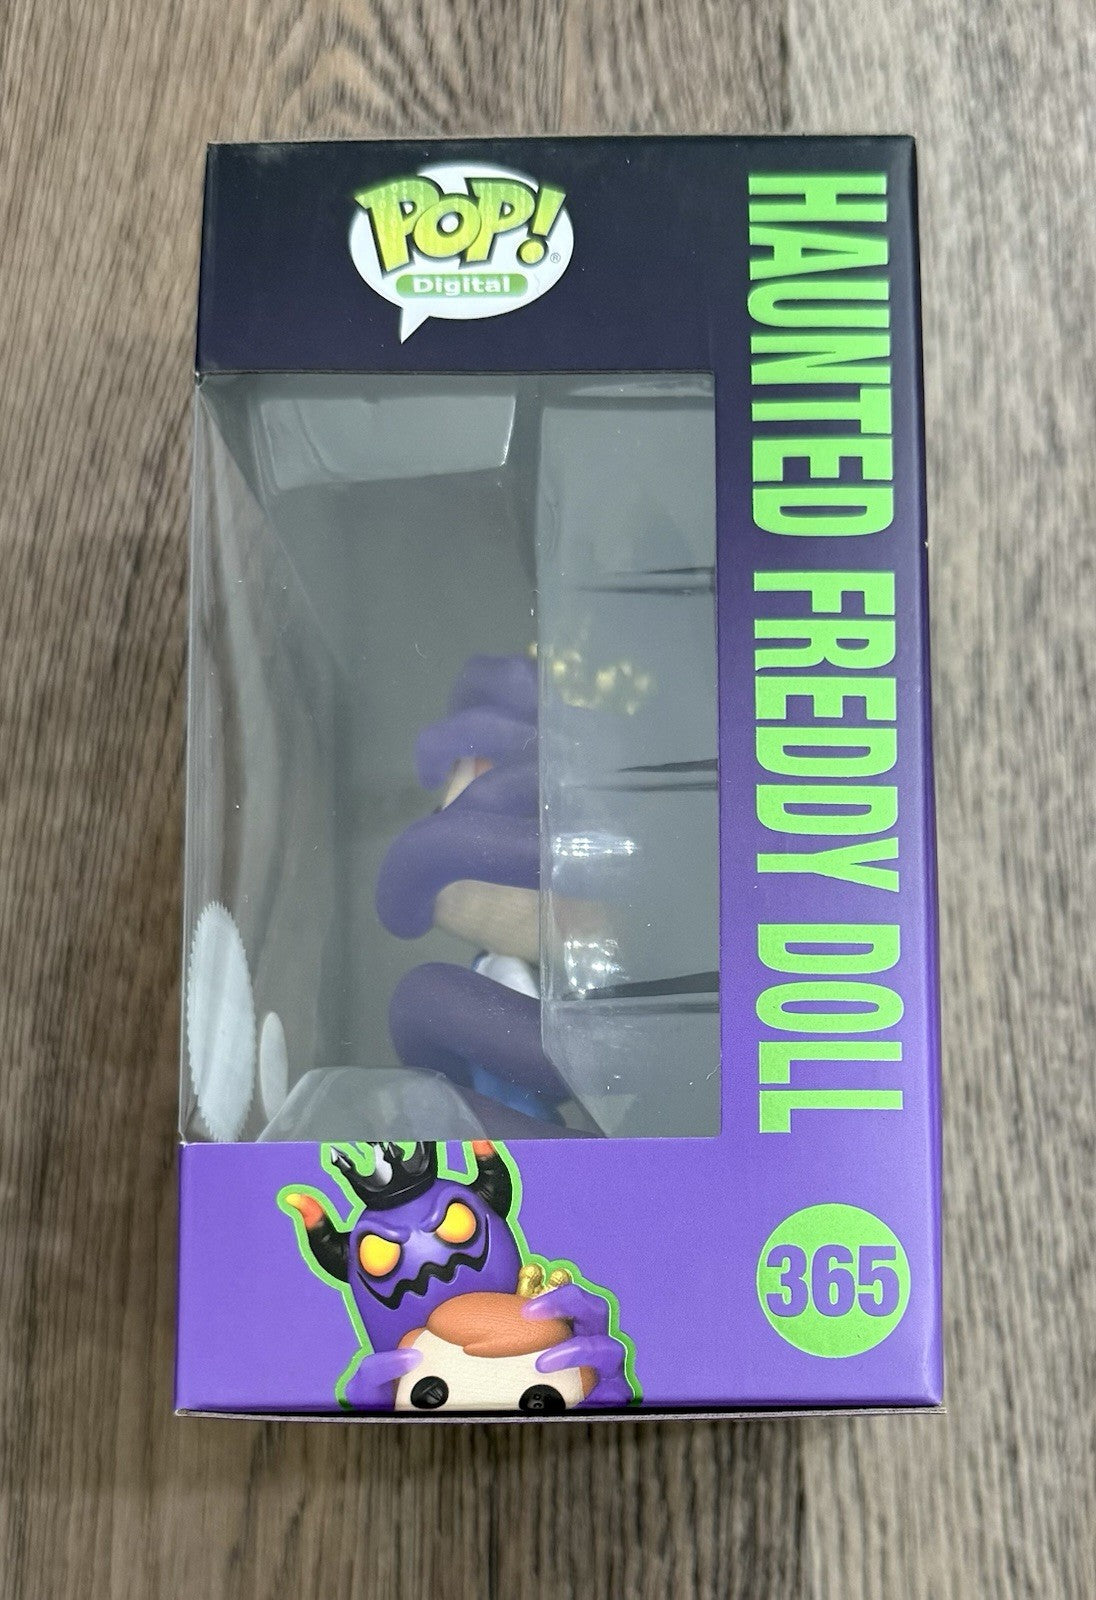 POP!®
Digital
HAUNTED FREDDY DOLL
365